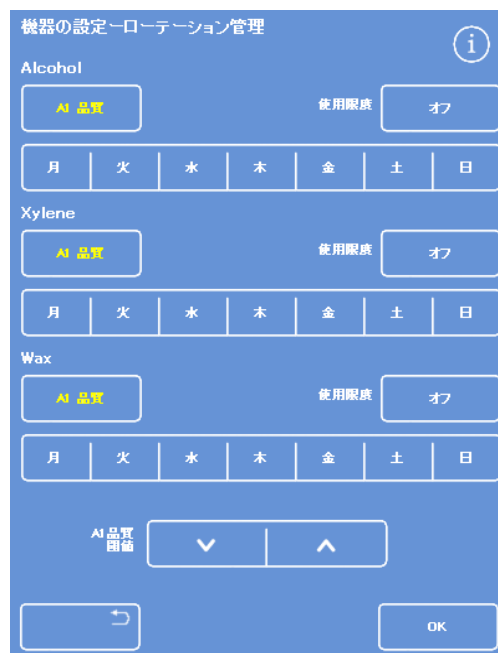 機器の設定ーローテーション管理
i
Alcohol
AI 品質 使用限度 オフ
月 火 水 木 金 土 日
Xylene
AI 品質 使用限度 オフ
月 火 水 木 金 土 日
Wax
AI 品質 使用限度 オフ
月 火 水 木 金 土 日
AI 品質
閾値
OK